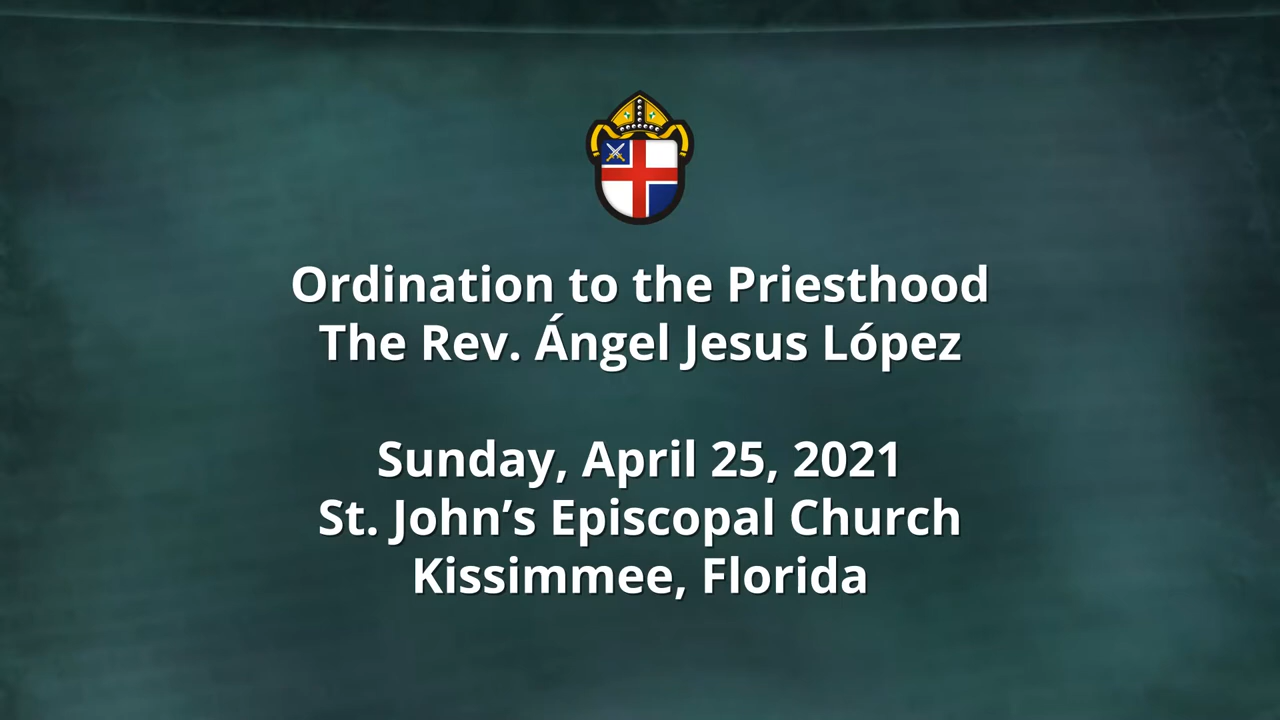 Ordination to the Priesthood
The Rev. Ángel Jesus López
Sunday, April 25, 2021
St. John’s Episcopal Church
Kissimmee, Florida